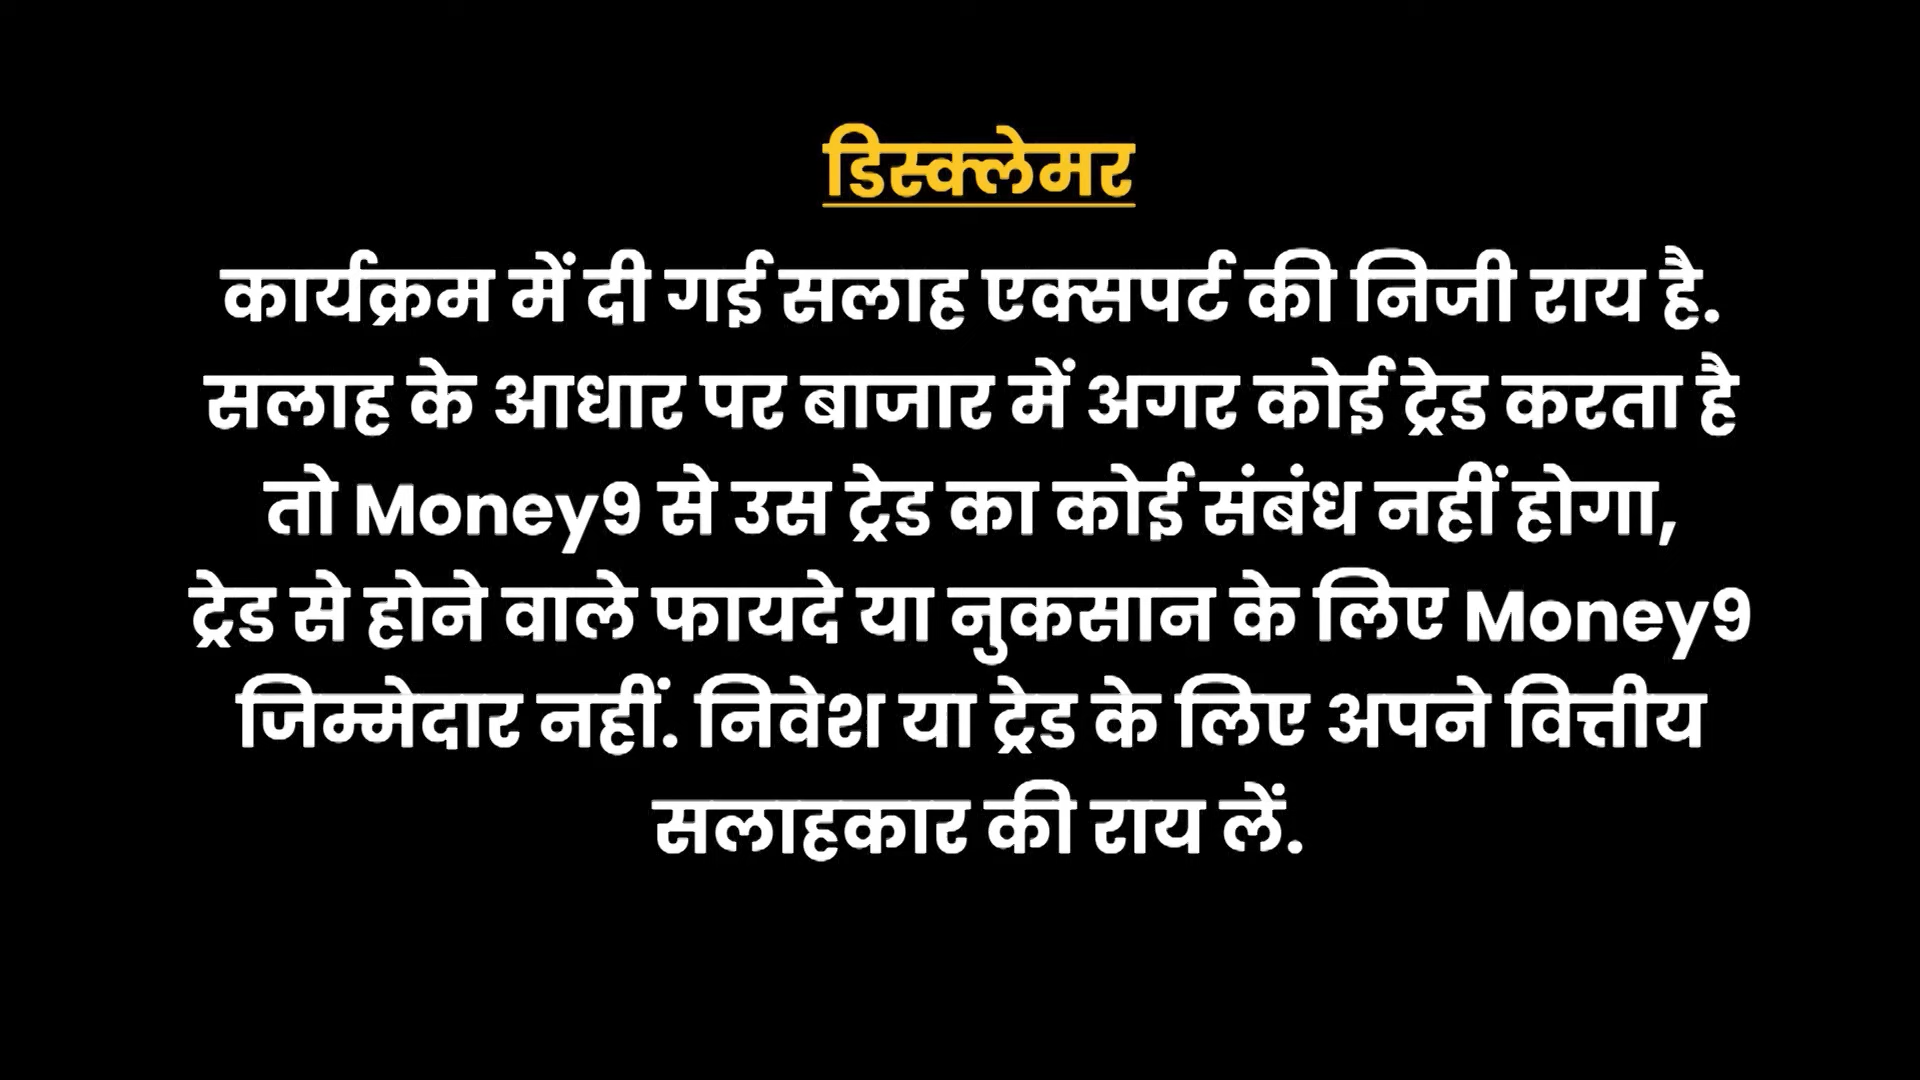 डिस्क्लेमर
कार्यक्रम में दी गई सलाह एक्सपर्ट की निजी राय है.
सलाह के आधार पर बाजार में अगर कोई ट्रेड करता है
तो Money9 से उस ट्रेड का कोई संबंध नहीं होगा,
ट्रेड से होने वाले फायदे या नुकसान के लिए Money9
जिम्मेदार नहीं. निवेश या ट्रेड के लिए अपने वित्तीय
सलाहकार की राय लें.